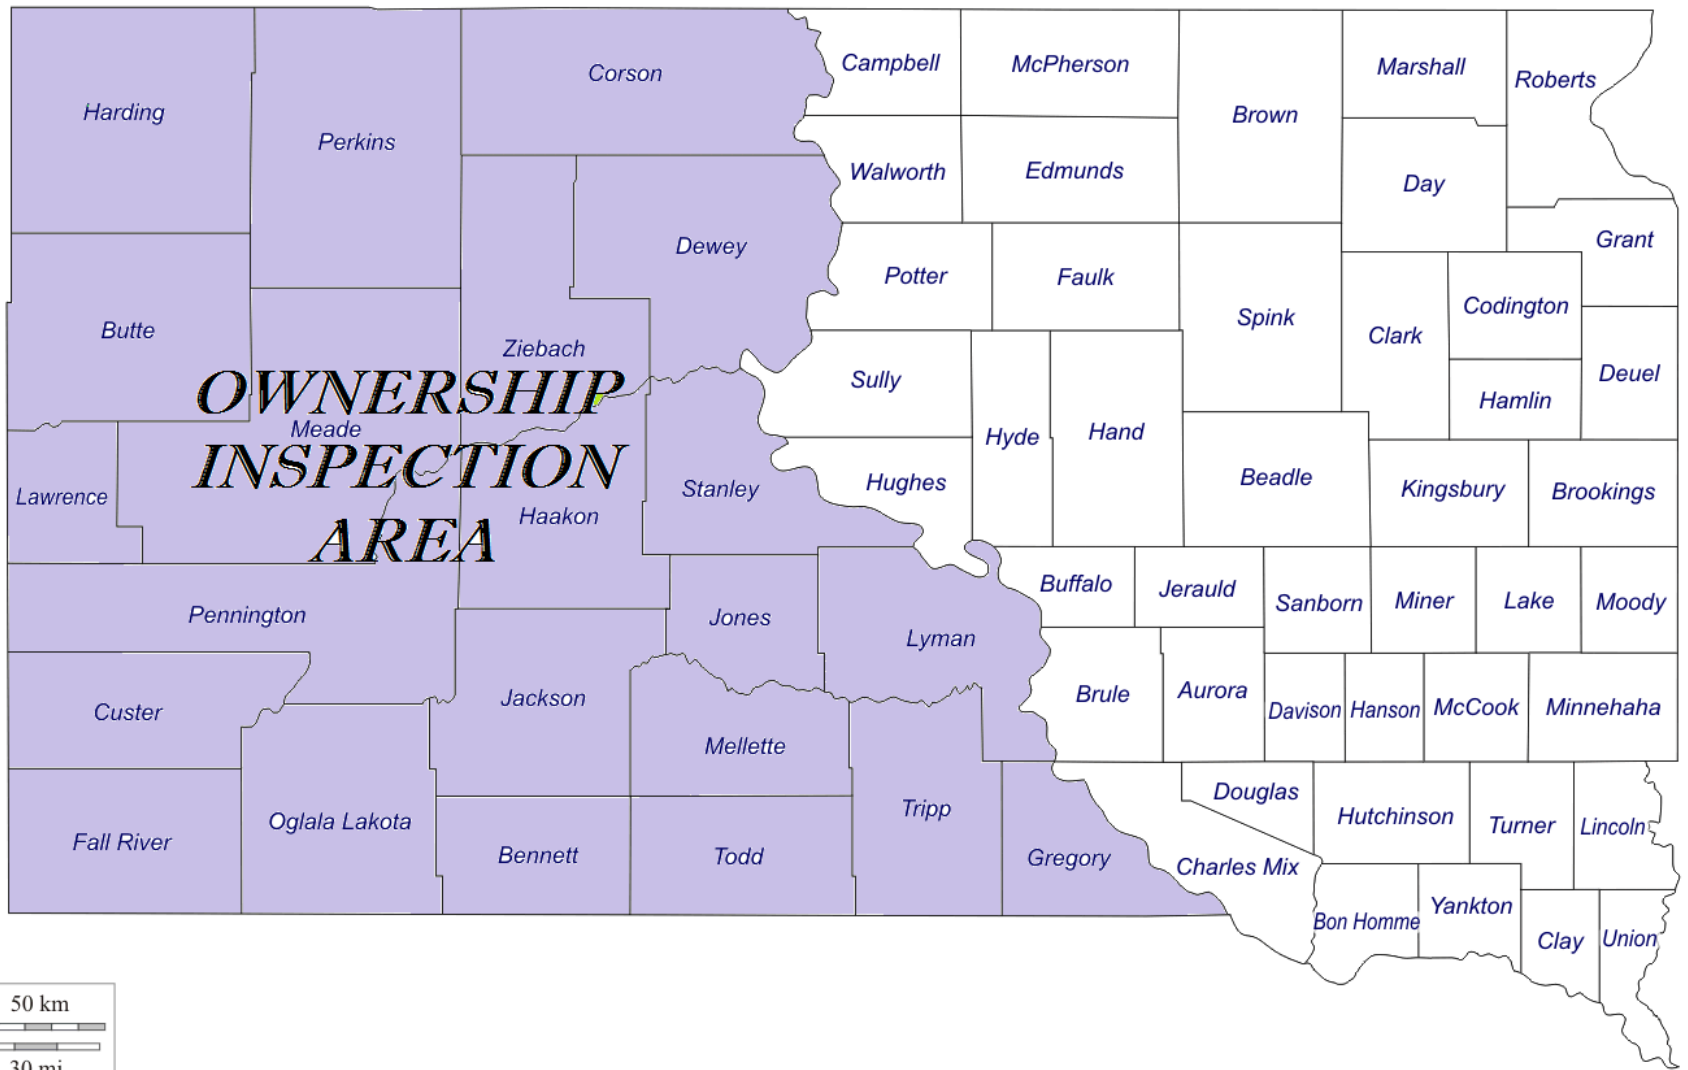 Corson
Campbell
McPherson
Marshall
Roberts
Harding
Perkins
Brown
Walworth
Edmunds
Day
Dewey
Grant
Potter
Faulk
Butte
Ziebach
Spink
Clark
Codington
Sully
Deuel
Hamlin
OWNERSHIP
Meade
INSPECTION
AREA
Hyde
Hand
Lawrence
Haakon
Stanley
Hughes
Beadle
Kingsbury
Brookings
Pennington
Jones
Lyman
Buffalo
Jerauld
Sanborn
Miner
Lake
Moody
Custer
Jackson
Mellette
Brule
Aurora
Davison
Hanson
McCook
Minnehaha
Fall River
Oglala Lakota
Bennett
Todd
Tripp
Gregory
Douglas
Hutchinson
Turner
Lincoln
Charles Mix
Bon Homme
Yankton
Clay
Union
50 km
30 mi